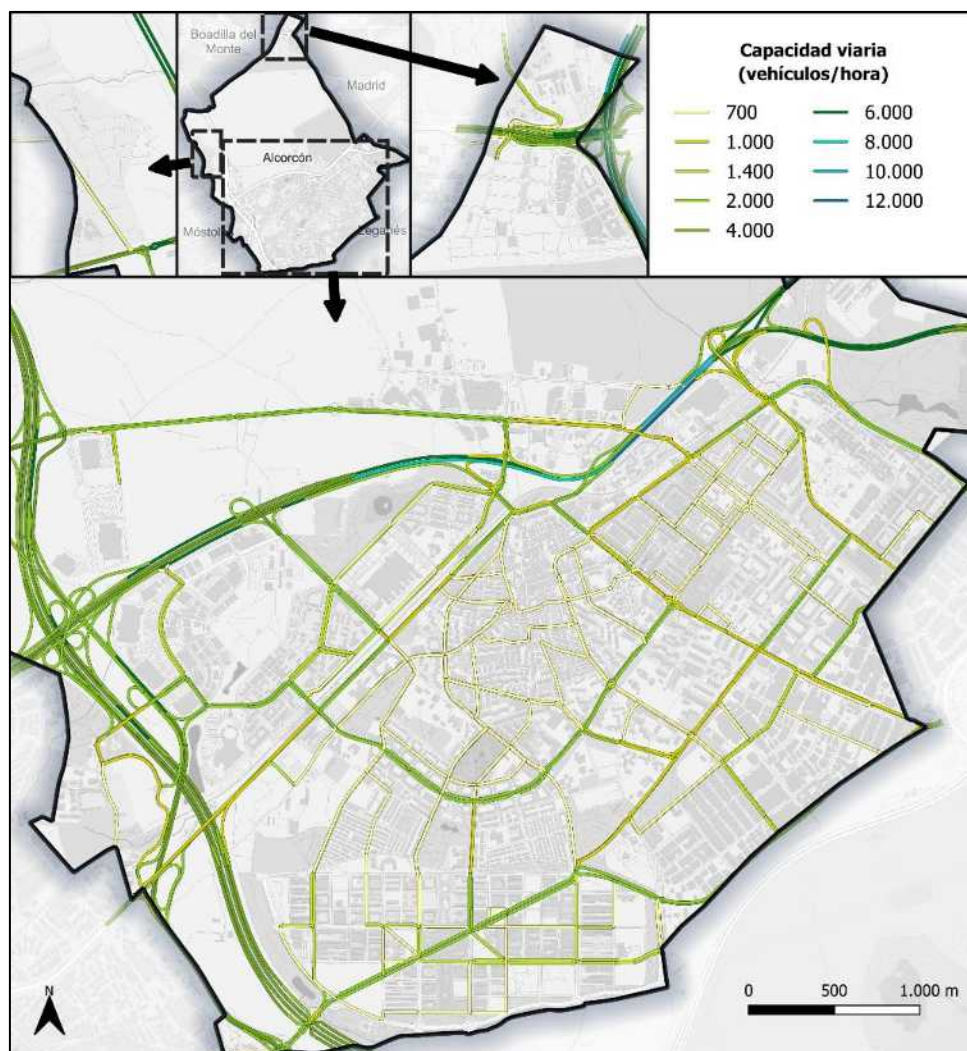 Boadilla del
Monte
Madrid
Alcorcón
Móstol
Leganés
Capacidad viaria
(vehículos/hora)
700
1.000
1.400
2.000
4.000
6.000
8.000
10.000
12.000
N
0 500 1.000 m